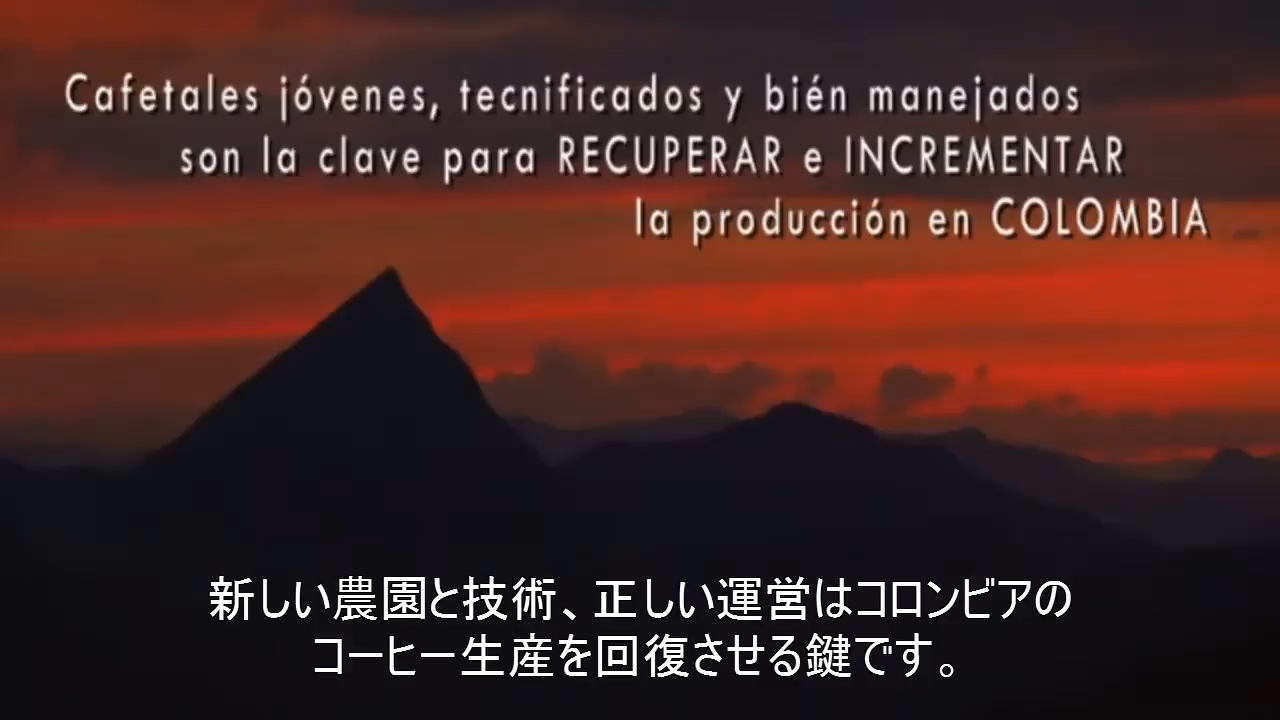 Cafetales jóvenes, tecnificados y bién manejados
son la clave para RECUPERAR e INCREMENTAR
la producción en COLOMBIA
新しい農園と技術、正しい運営はコロンビアの
コーヒー生産を回復させる鍵です。